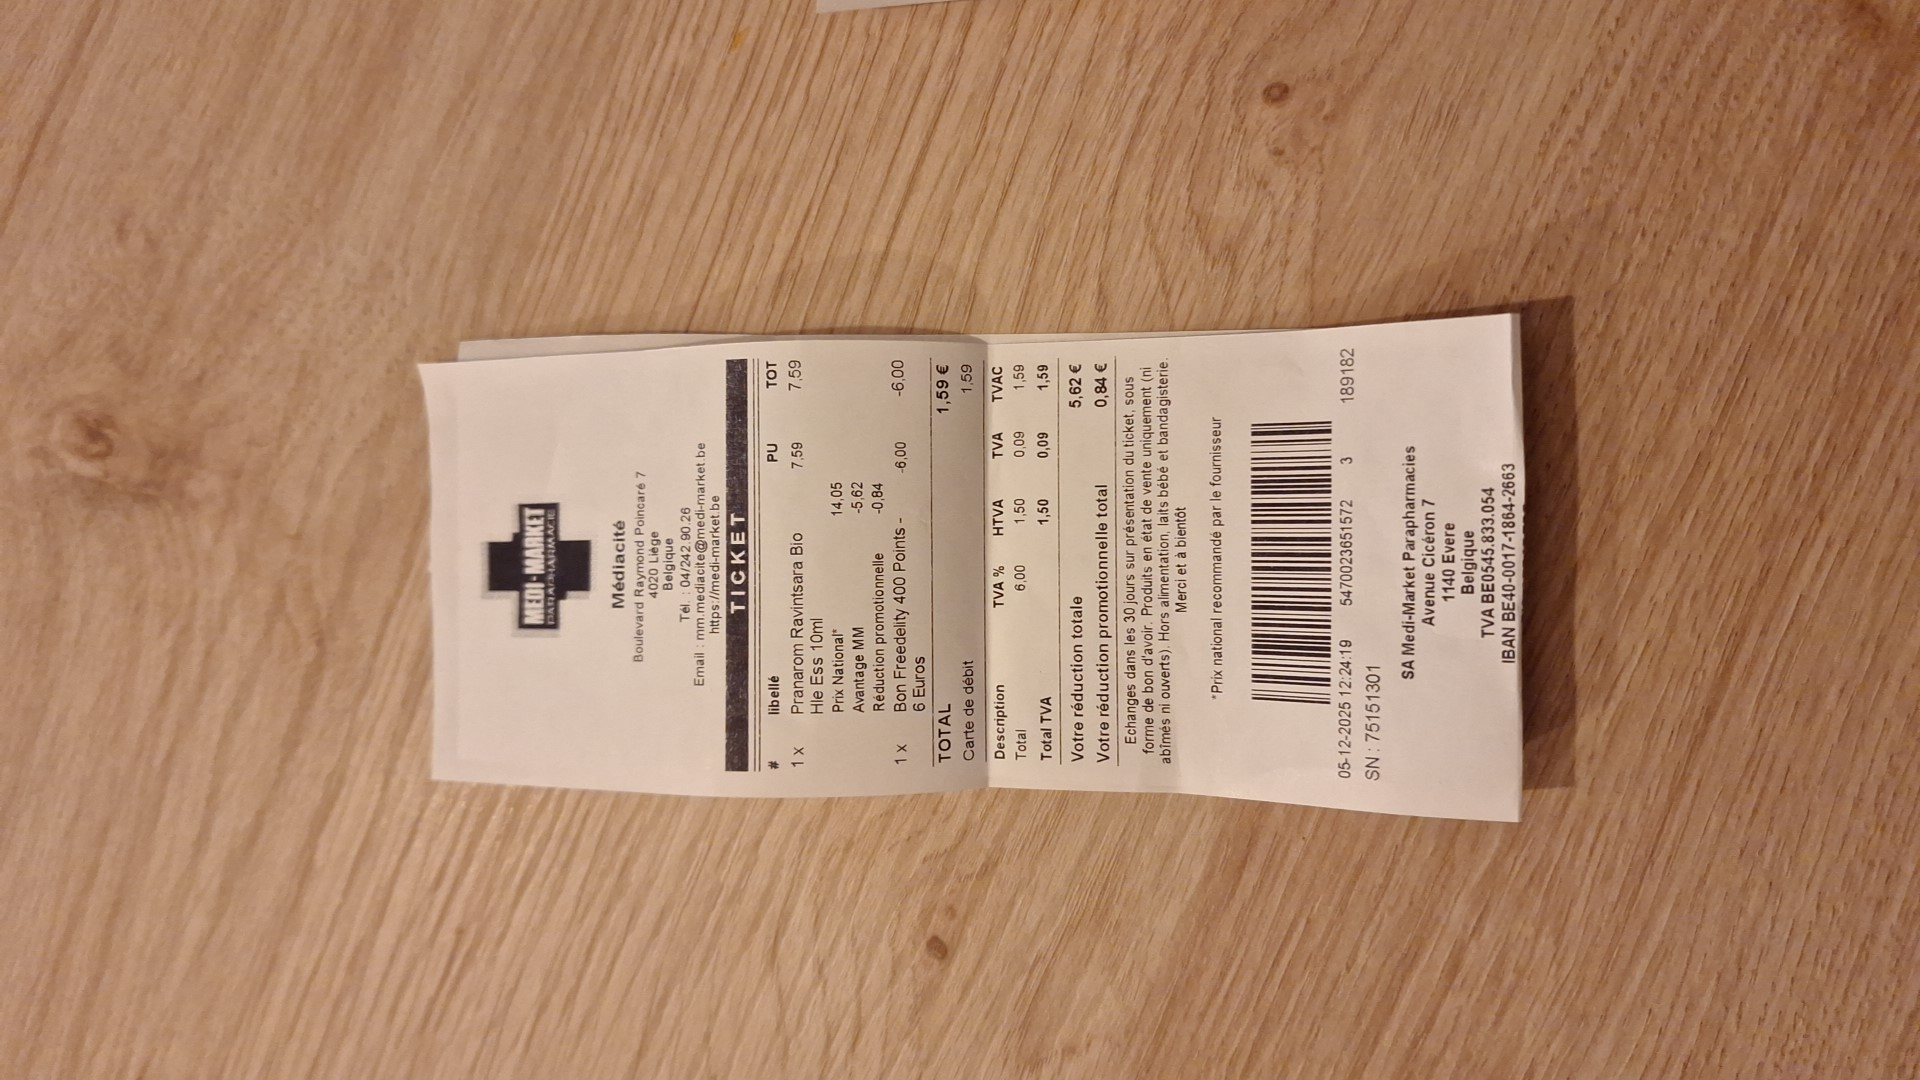 MEDI-MARKET
PARAPHARMACIE
Médiacité
Boulevard Raymond Poincaré 7
4020 Liège
Belgique
Tél. : 04/242.90.26
Email : mm.mediacite@medi-market.be
https://medi-market.be
TICKET
# libellé PU TOT
1 x Pranarom Ravintsara Bio 7,59 7,59
Hle Ess 10ml
Prix National* 14,05
Avantage MM -5,62
Réduction promotionnelle -0,84
1 x Bon Freedelity 400 Points - -6,00 -6,00
6 Euros
TOTAL 1,59 €
Carte de débit 1,59
Description TVA % HTVA TVA TVAC
Total 6,00 1,50 0,09 1,59
Total TVA 1,50 0,09 1,59
Votre réduction totale 5,62 €
Votre réduction promotionnelle total 0,84 €
Echanges dans les 30 jours sur présentation du ticket, sous
forme de bon d'avoir. Produits en état de vente uniquement (ni
abîmés ni ouverts). Hors alimentation, laits bébé et bandagisterie.
Merci et à bientôt
*Prix national recommandé par le fournisseur
05-12-2025 12:24:19 5470023651572 3 189182
SN : 75151301
SA Medi-Market Parapharmacies
Avenue Cicéron 7
1140 Evere
Belgique
TVA BE0545.833.054
IBAN BE40-0017-1864-2663